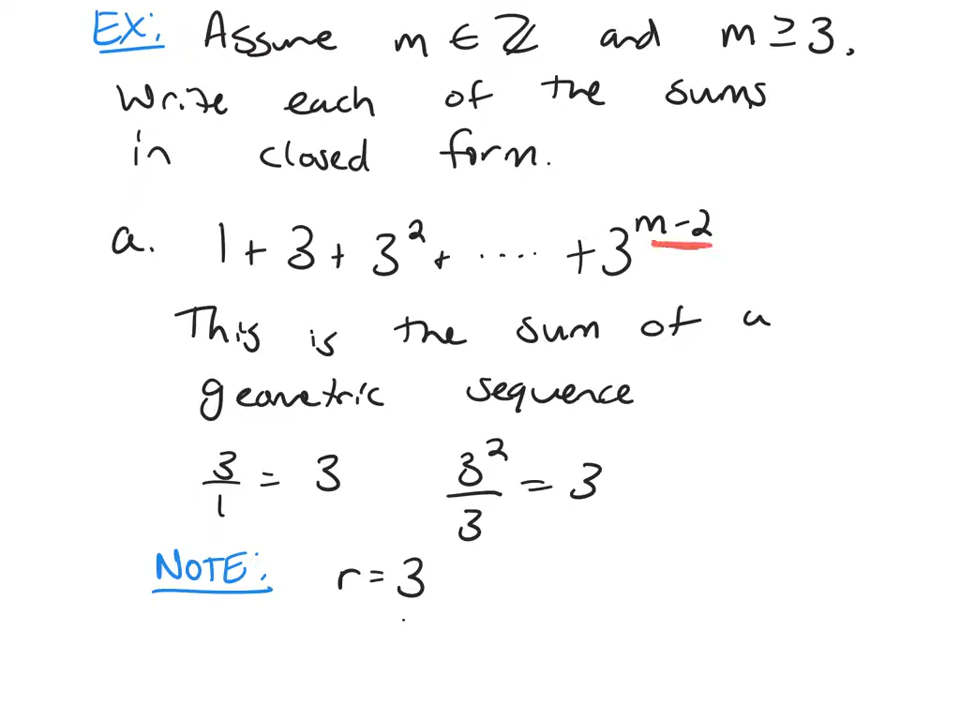 EX: Assume m ∈ ℤ and m ≥ 3.
Write each of the sums
in closed form.
a. 1 + 3 + 3² + ···· + 3^(m-2)
This is the sum of a
geometric sequence
3/1 = 3 3²/3 = 3
NOTE: r = 3